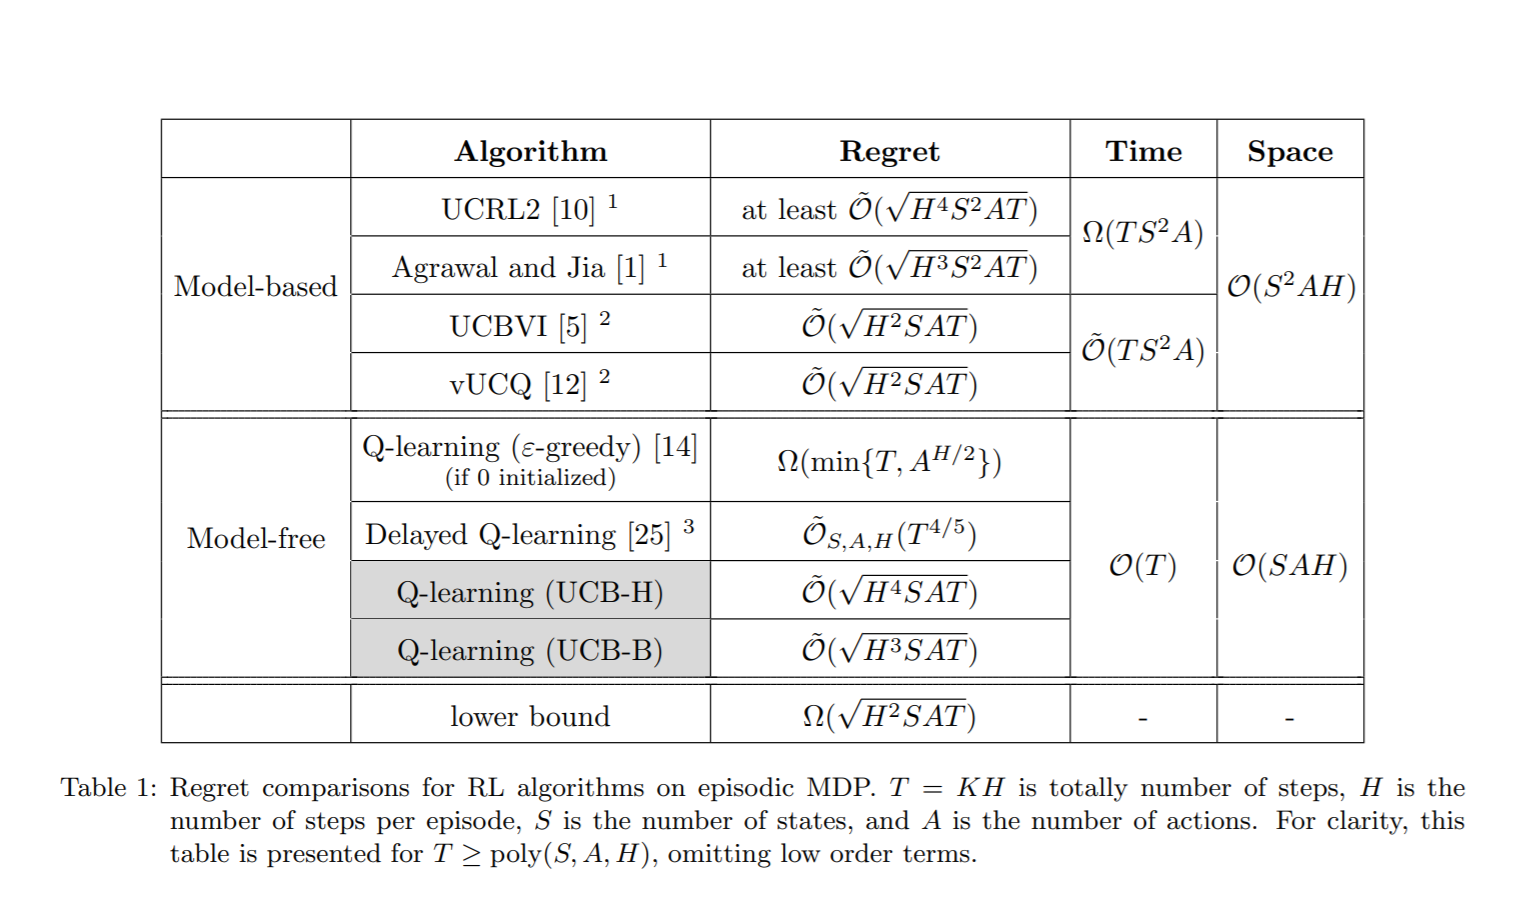 Algorithm Regret Time Space
Model-based
UCRL2 [10] ¹ at least Õ(√H⁴S²AT)
Agrawal and Jia [1] ¹ at least Õ(√H³S²AT)
Ω(TS²A)
UCBVI [5] ² Õ(√H²SAT)
vUCQ [12] ² Õ(√H²SAT)
Õ(TS²A)
O(S²AH)
Model-free
Q-learning (ε-greedy) [14] Ω(min{T, A^{H/2}})
(if 0 initialized)
Delayed Q-learning [25] ³ Õ_{S,A,H}(T^{4/5})
Q-learning (UCB-H) Õ(√H⁴SAT)
Q-learning (UCB-B) Õ(√H³SAT)
O(T)
O(SAH)
lower bound Ω(√H²SAT) - -
Table 1: Regret comparisons for RL algorithms on episodic MDP. T = KH is totally number of steps, H is the
number of steps per episode, S is the number of states, and A is the number of actions. For clarity, this
table is presented for T ≥ poly(S, A, H), omitting low order terms.